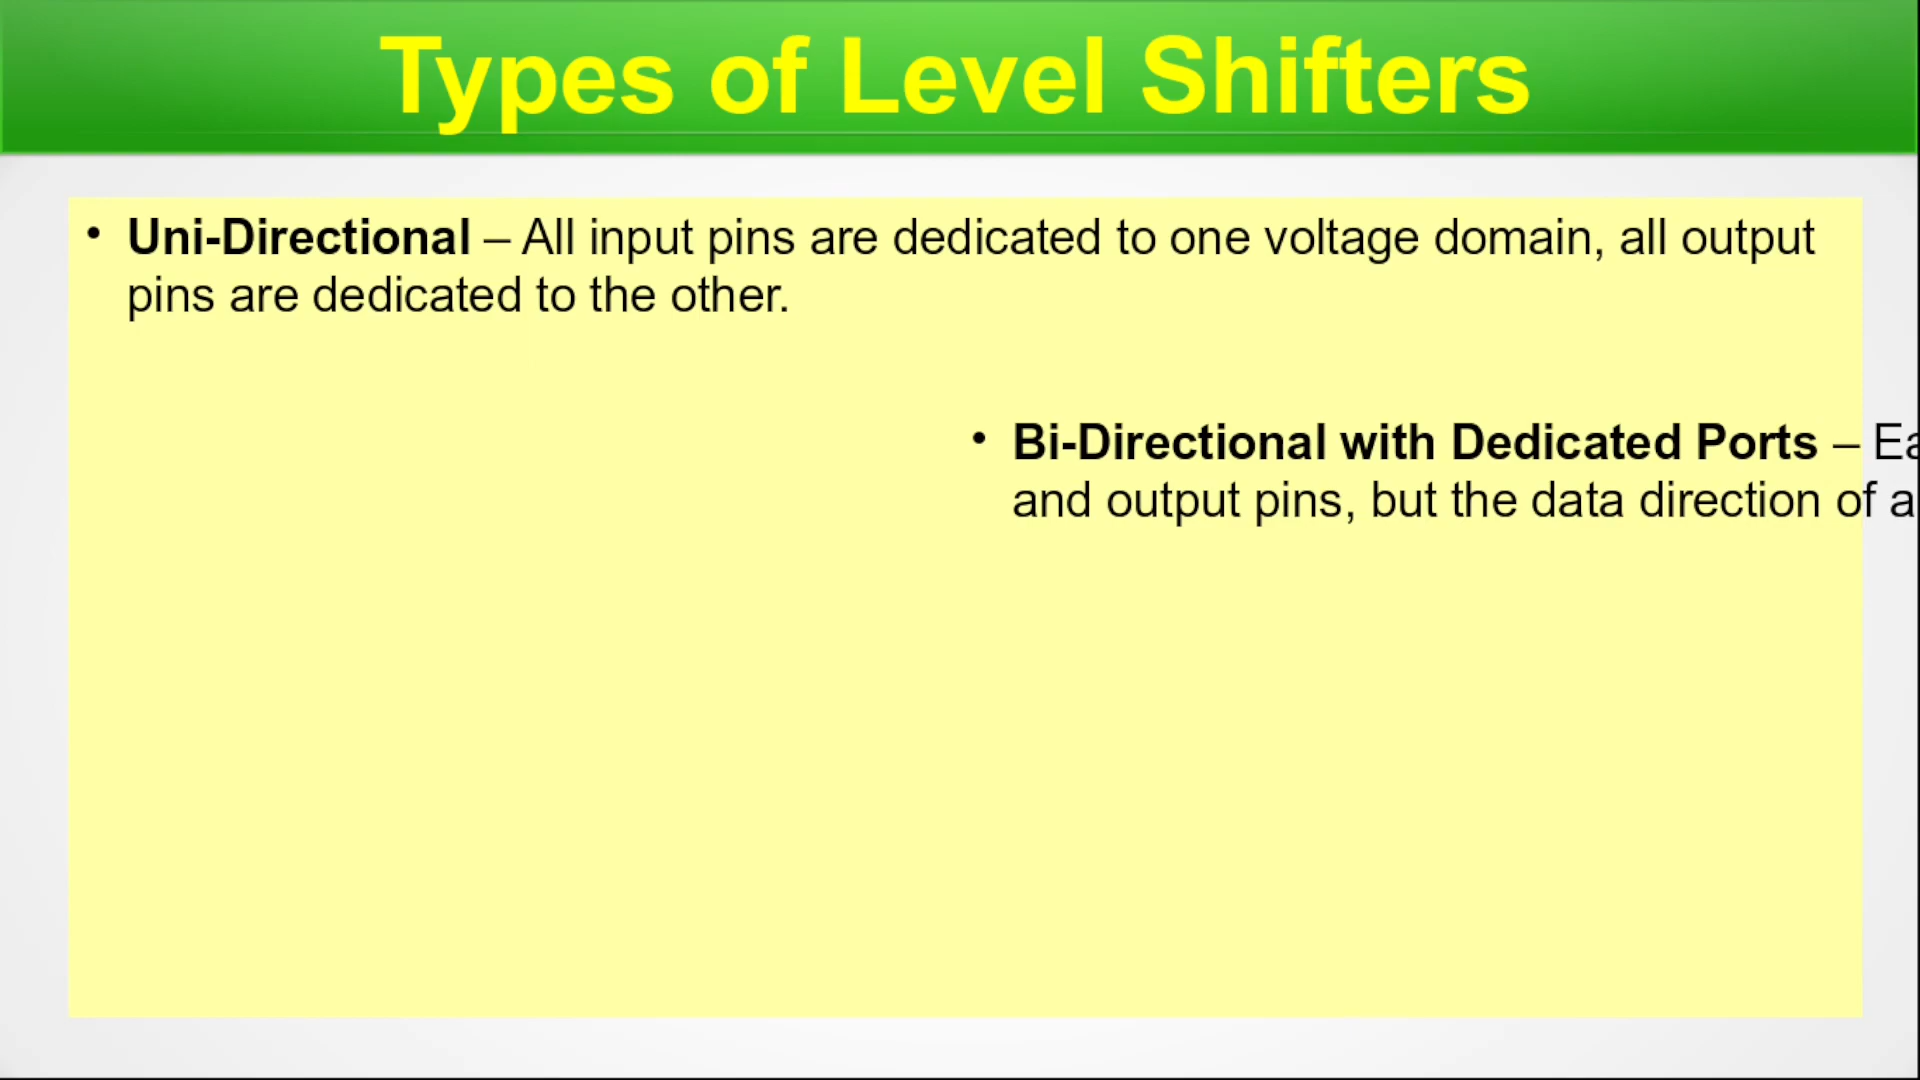 Types of Level Shifters
• Uni-Directional – All input pins are dedicated to one voltage domain, all output
pins are dedicated to the other.
• Bi-Directional with Dedicated Ports –
and output pins, but the data direction of